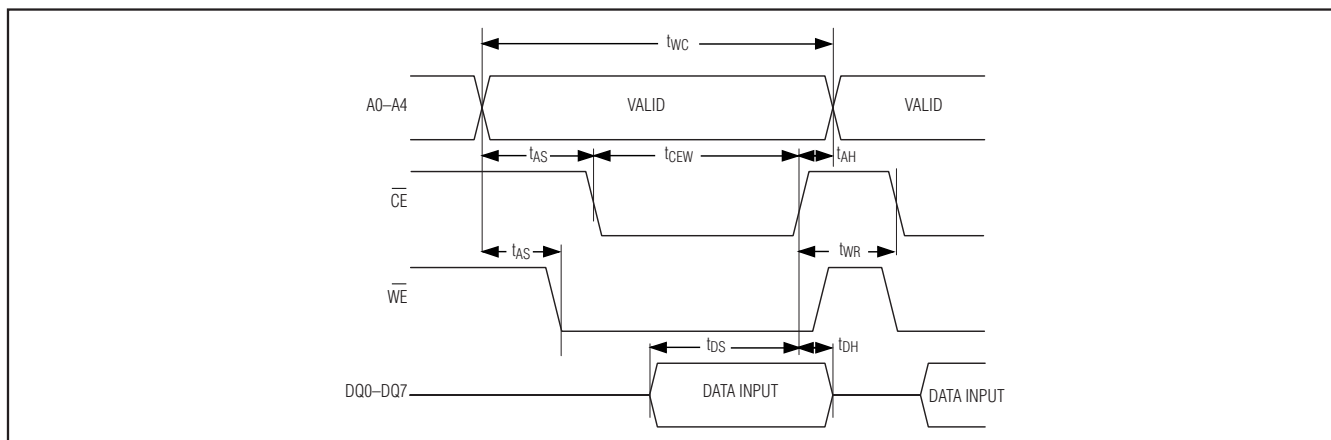 tWC
A0–A4
VALID
VALID
tAS
tCEW
tAH
CE
tAS
tWR
WE
tDS
tDH
DQ0–DQ7
DATA INPUT
DATA INPUT